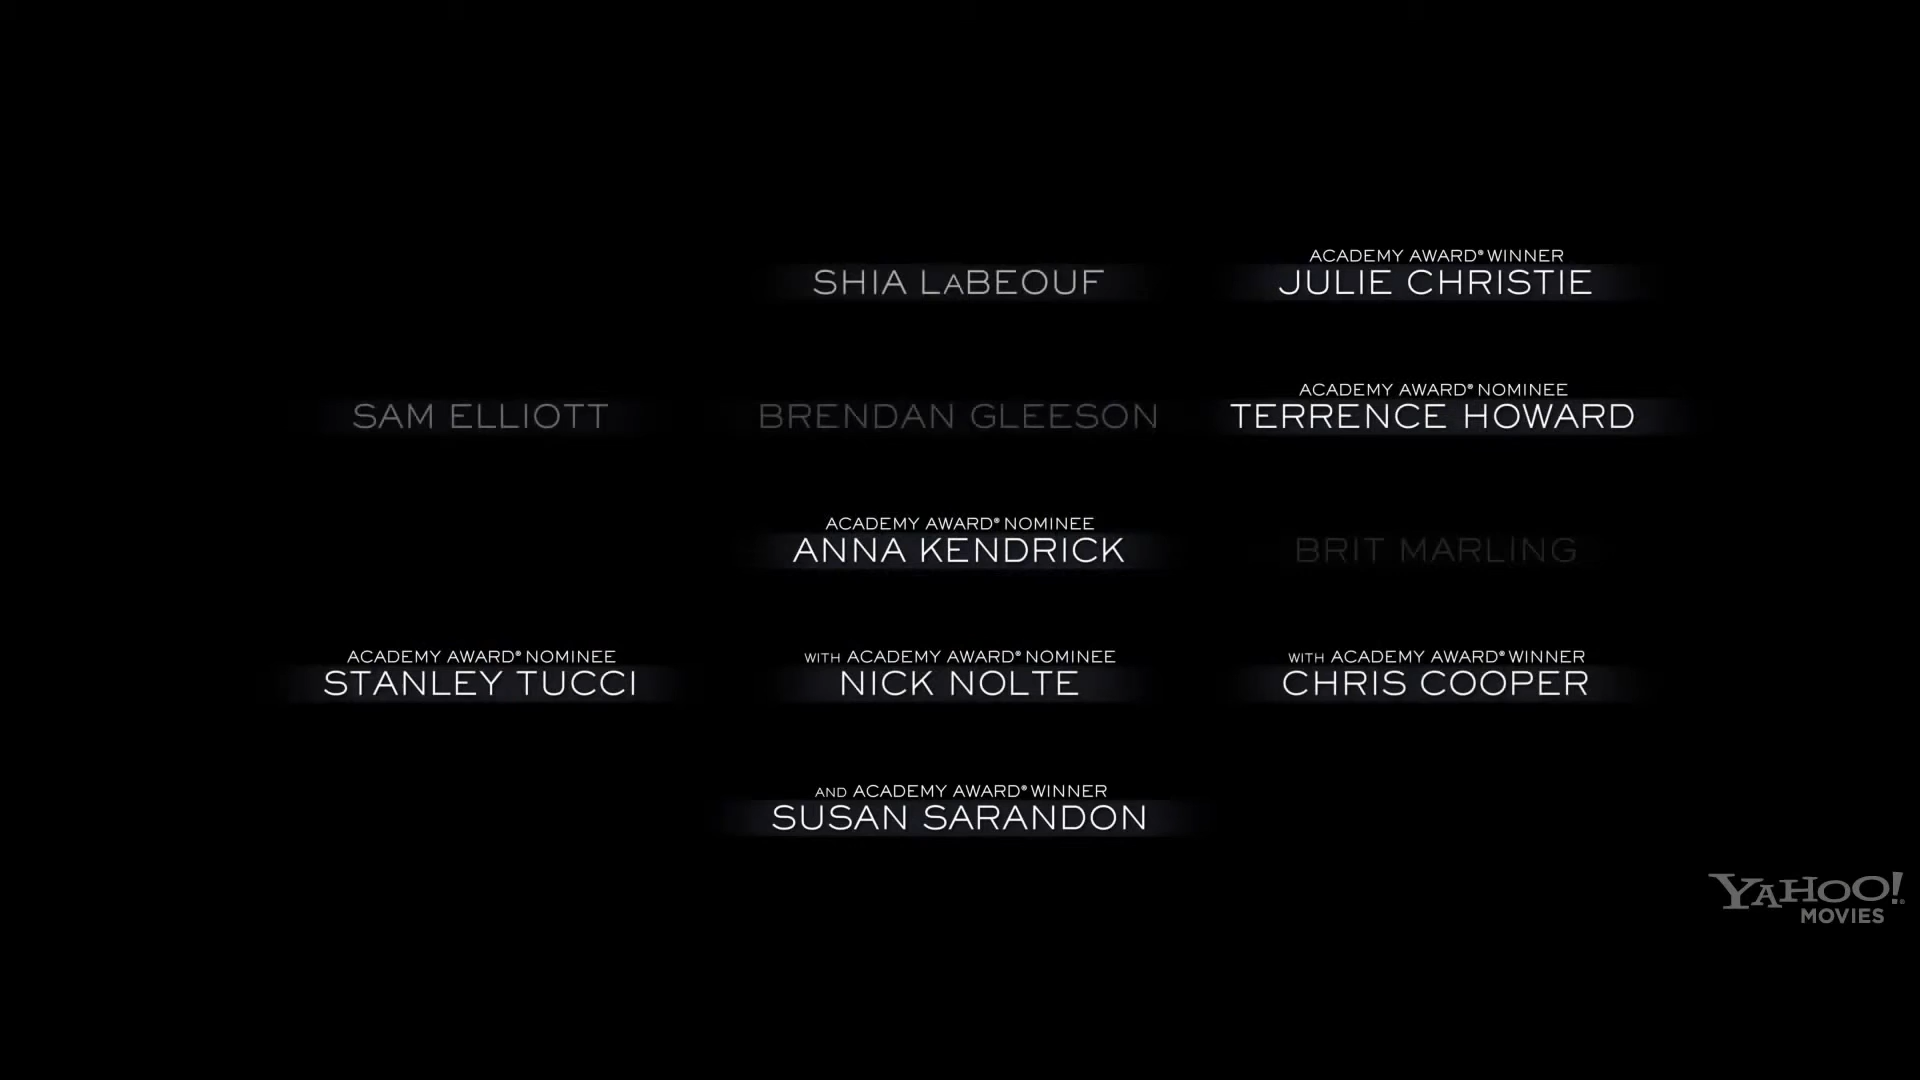 ACADEMY AWARD® WINNER
SHIA LaBEOUF JULIE CHRISTIE
ACADEMY AWARD® NOMINEE
SAM ELLIOTT BRENDAN GLEESON TERRENCE HOWARD
ACADEMY AWARD® NOMINEE
ANNA KENDRICK BRIT MARLING
ACADEMY AWARD® NOMINEE WITH ACADEMY AWARD® NOMINEE WITH ACADEMY AWARD® WINNER
STANLEY TUCCI NICK NOLTE CHRIS COOPER
AND ACADEMY AWARD® WINNER
SUSAN SARANDON
YAHOO!®
MOVIES